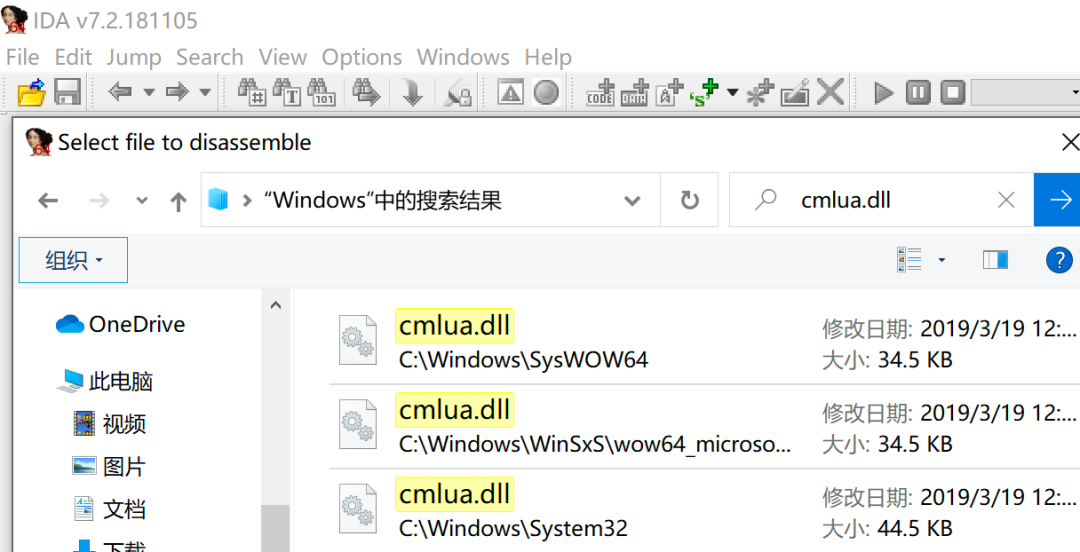 IDA v7.2.181105
File Edit Jump Search View Options Windows Help
Select file to disassemble
“Windows”中的搜索结果
cmlua.dll
组织
OneDrive
此电脑
视频
图片
文档
下载
cmlua.dll
修改日期: 2019/3/19 12:...
C:\Windows\SysWOW64
大小: 34.5 KB
cmlua.dll
修改日期: 2019/3/19 12:...
C:\Windows\WinSxS\wow64_microso...
大小: 34.5 KB
cmlua.dll
修改日期: 2019/3/19 12:...
C:\Windows\System32
大小: 44.5 KB